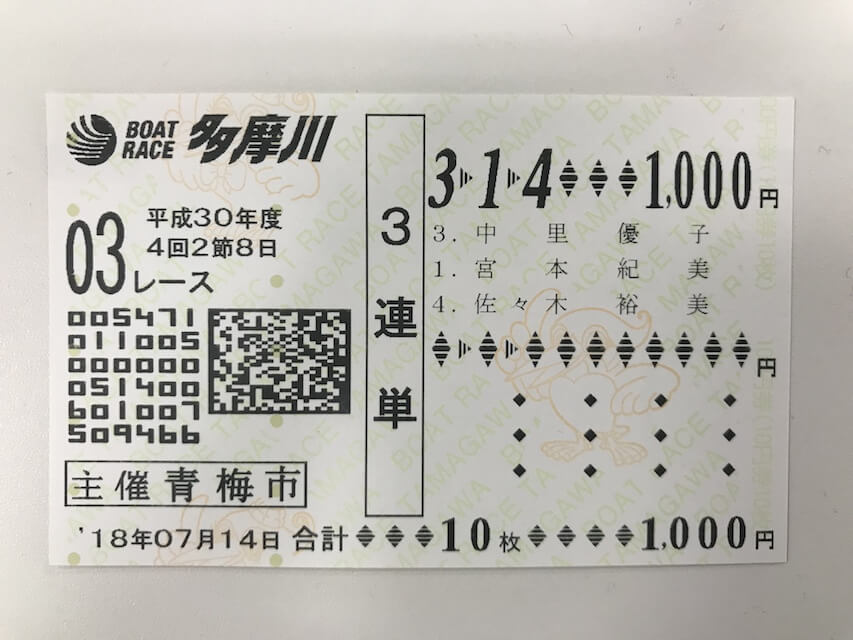 BOAT RACE 多摩川
03レース
平成30年度
4回2節8日
005471
011005
000000
051400
601007
509466
主催青梅市
3連単
3 1 4 1,000円
3. 中里優子
1. 宮本紀美
4. 佐々木裕美
円
'18年07月14日 合計 10枚 1,000円